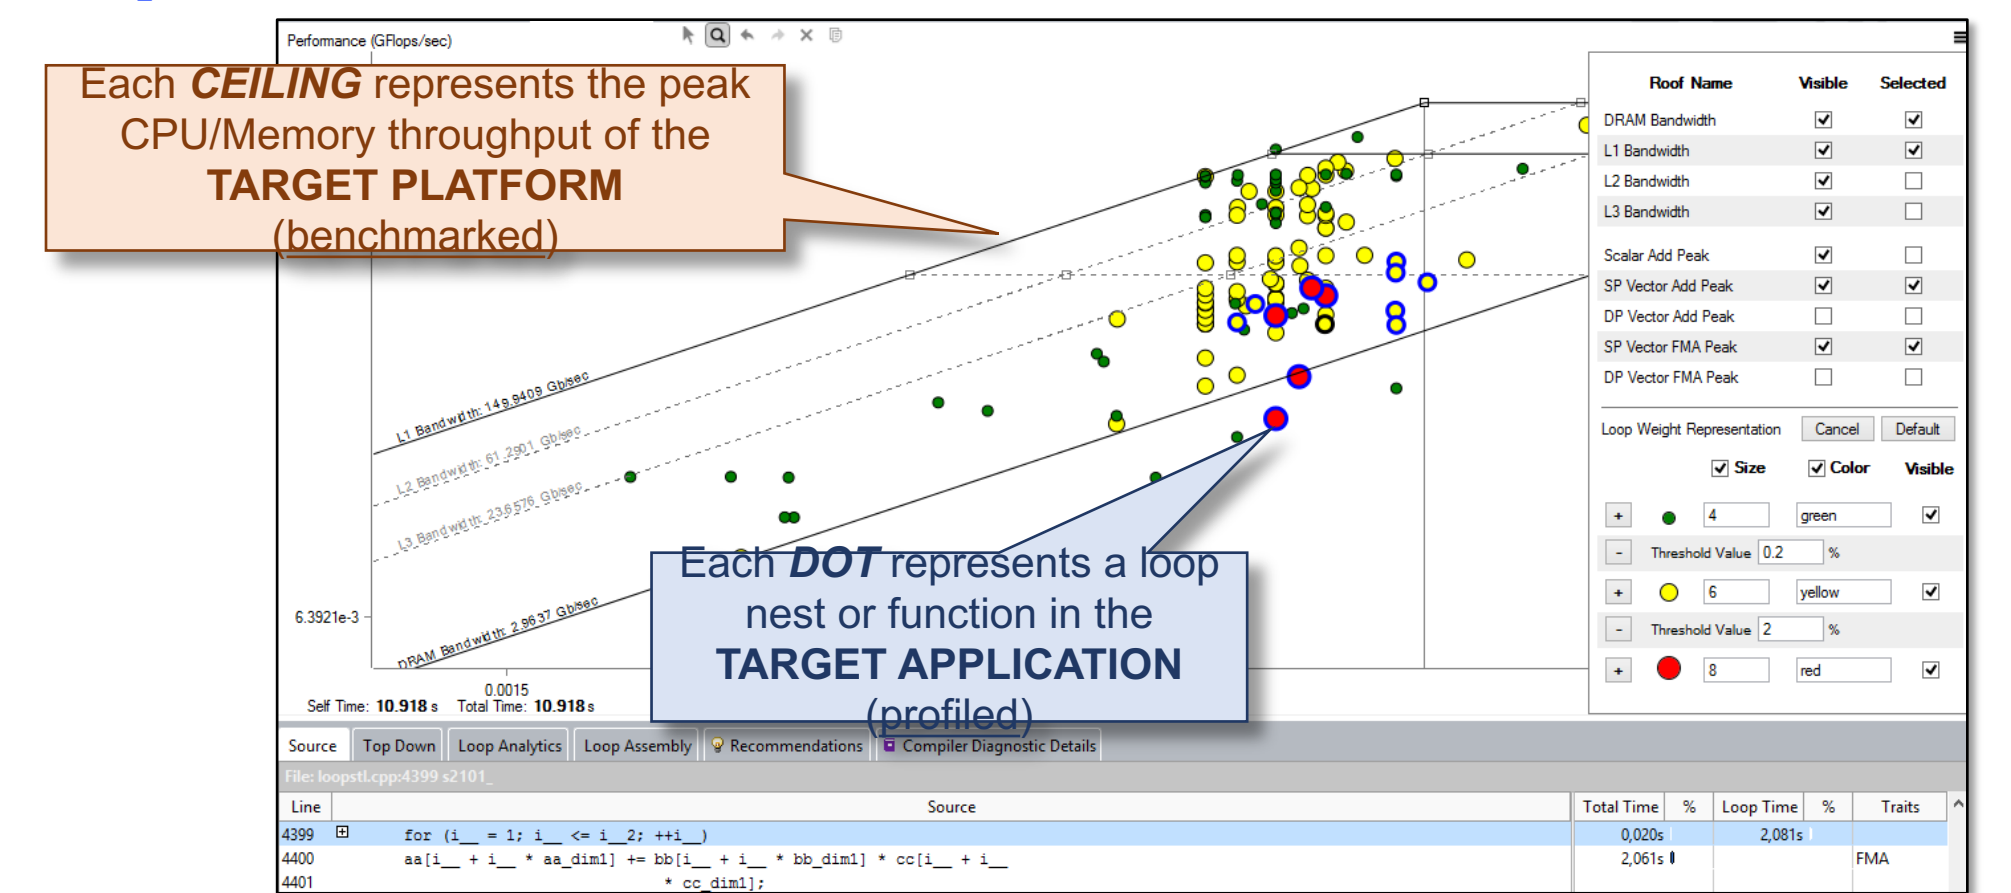 Performance (GFlops/sec)
Each CEILING represents the peak
CPU/Memory throughput of the
TARGET PLATFORM
(benchmarked)
L1 Bandwidth: 149.9409 Gb/sec
L2 Bandwidth: 61.2901 Gb/sec
L3 Bandwidth: 23.6576 Gb/sec
DRAM Bandwidth: 2.9637 Gb/sec
6.3921e-3
0.0015
Self Time: 10.918 s Total Time: 10.918 s
Each DOT represents a loop
nest or function in the
TARGET APPLICATION
(profiled)
Roof Name Visible Selected
DRAM Bandwidth
L1 Bandwidth
L2 Bandwidth
L3 Bandwidth
Scalar Add Peak
SP Vector Add Peak
DP Vector Add Peak
SP Vector FMA Peak
DP Vector FMA Peak
Loop Weight Representation Cancel Default
Size Color Visible
+ 4 green
- Threshold Value 0.2 %
+ 6 yellow
- Threshold Value 2 %
+ 8 red
Source Top Down Loop Analytics Loop Assembly Recommendations Compiler Diagnostic Details
File: loopstl.cpp:4399 s2101_
Line Source Total Time % Loop Time % Traits
4399 for (i__ = 1; i__ <= i__2; ++i__) 0,020s 2,081s
4400 aa[i__ + i__ * aa_dim1] += bb[i__ + i__ * bb_dim1] * cc[i__ + i__ 2,061s FMA
4401 * cc_dim1];